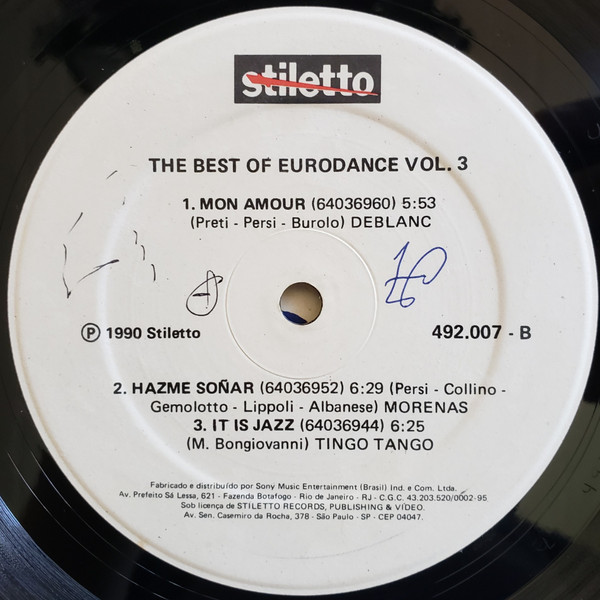 stiletto
THE BEST OF EURODANCE VOL. 3
1. MON AMOUR (64036960) 5:53
(Preti - Persi - Burolo) DEBLANC
Ⓟ 1990 Stiletto
492.007 - B
2. HAZME SOÑAR (64036952) 6:29 (Persi - Collino -
Gemolotto - Lippoli - Albanese) MORENAS
3. IT IS JAZZ (64036944) 6:25
(M. Bongiovanni) TINGO TANGO
Fabricado e distribuído por Sony Music Entertainment (Brasil) Ind. e Com. Ltda.
Av. Prefeito Sá Lessa, 621 - Fazenda Botafogo - Rio de Janeiro - RJ - C.G.C. 43.203.520/0002-95
Sob licença de STILETTO RECORDS, PUBLISHING & VÍDEO.
Av. Sen. Casemiro da Rocha, 378 - São Paulo - SP - CEP 04047.